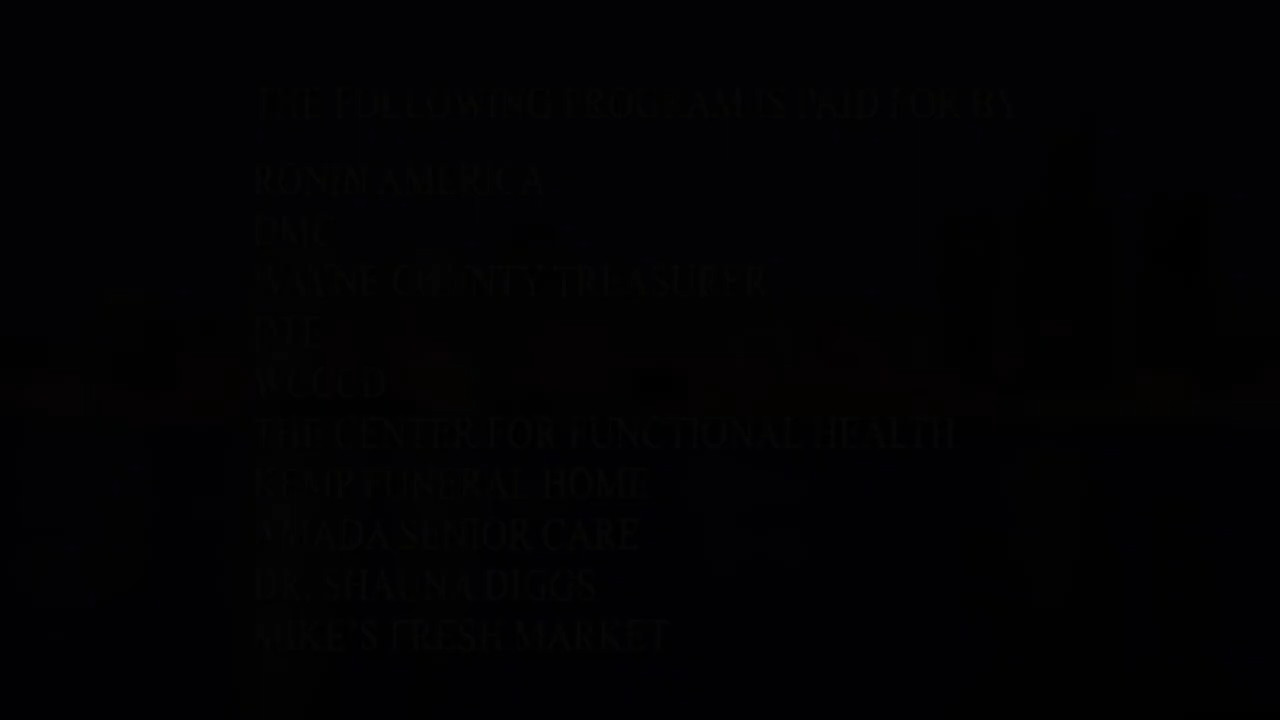 THE FOLLOWING PROGRAM IS PAID FOR BY
RONIN AMERICA
DMC
WAYNE COUNTY TREASURER
DTE
WCCCD
THE CENTER FOR FUNCTIONAL HEALTH
KEMP FUNERAL HOME
AMADA SENIOR CARE
DR. SHAUNA DIGGS
MIKE'S FRESH MARKET